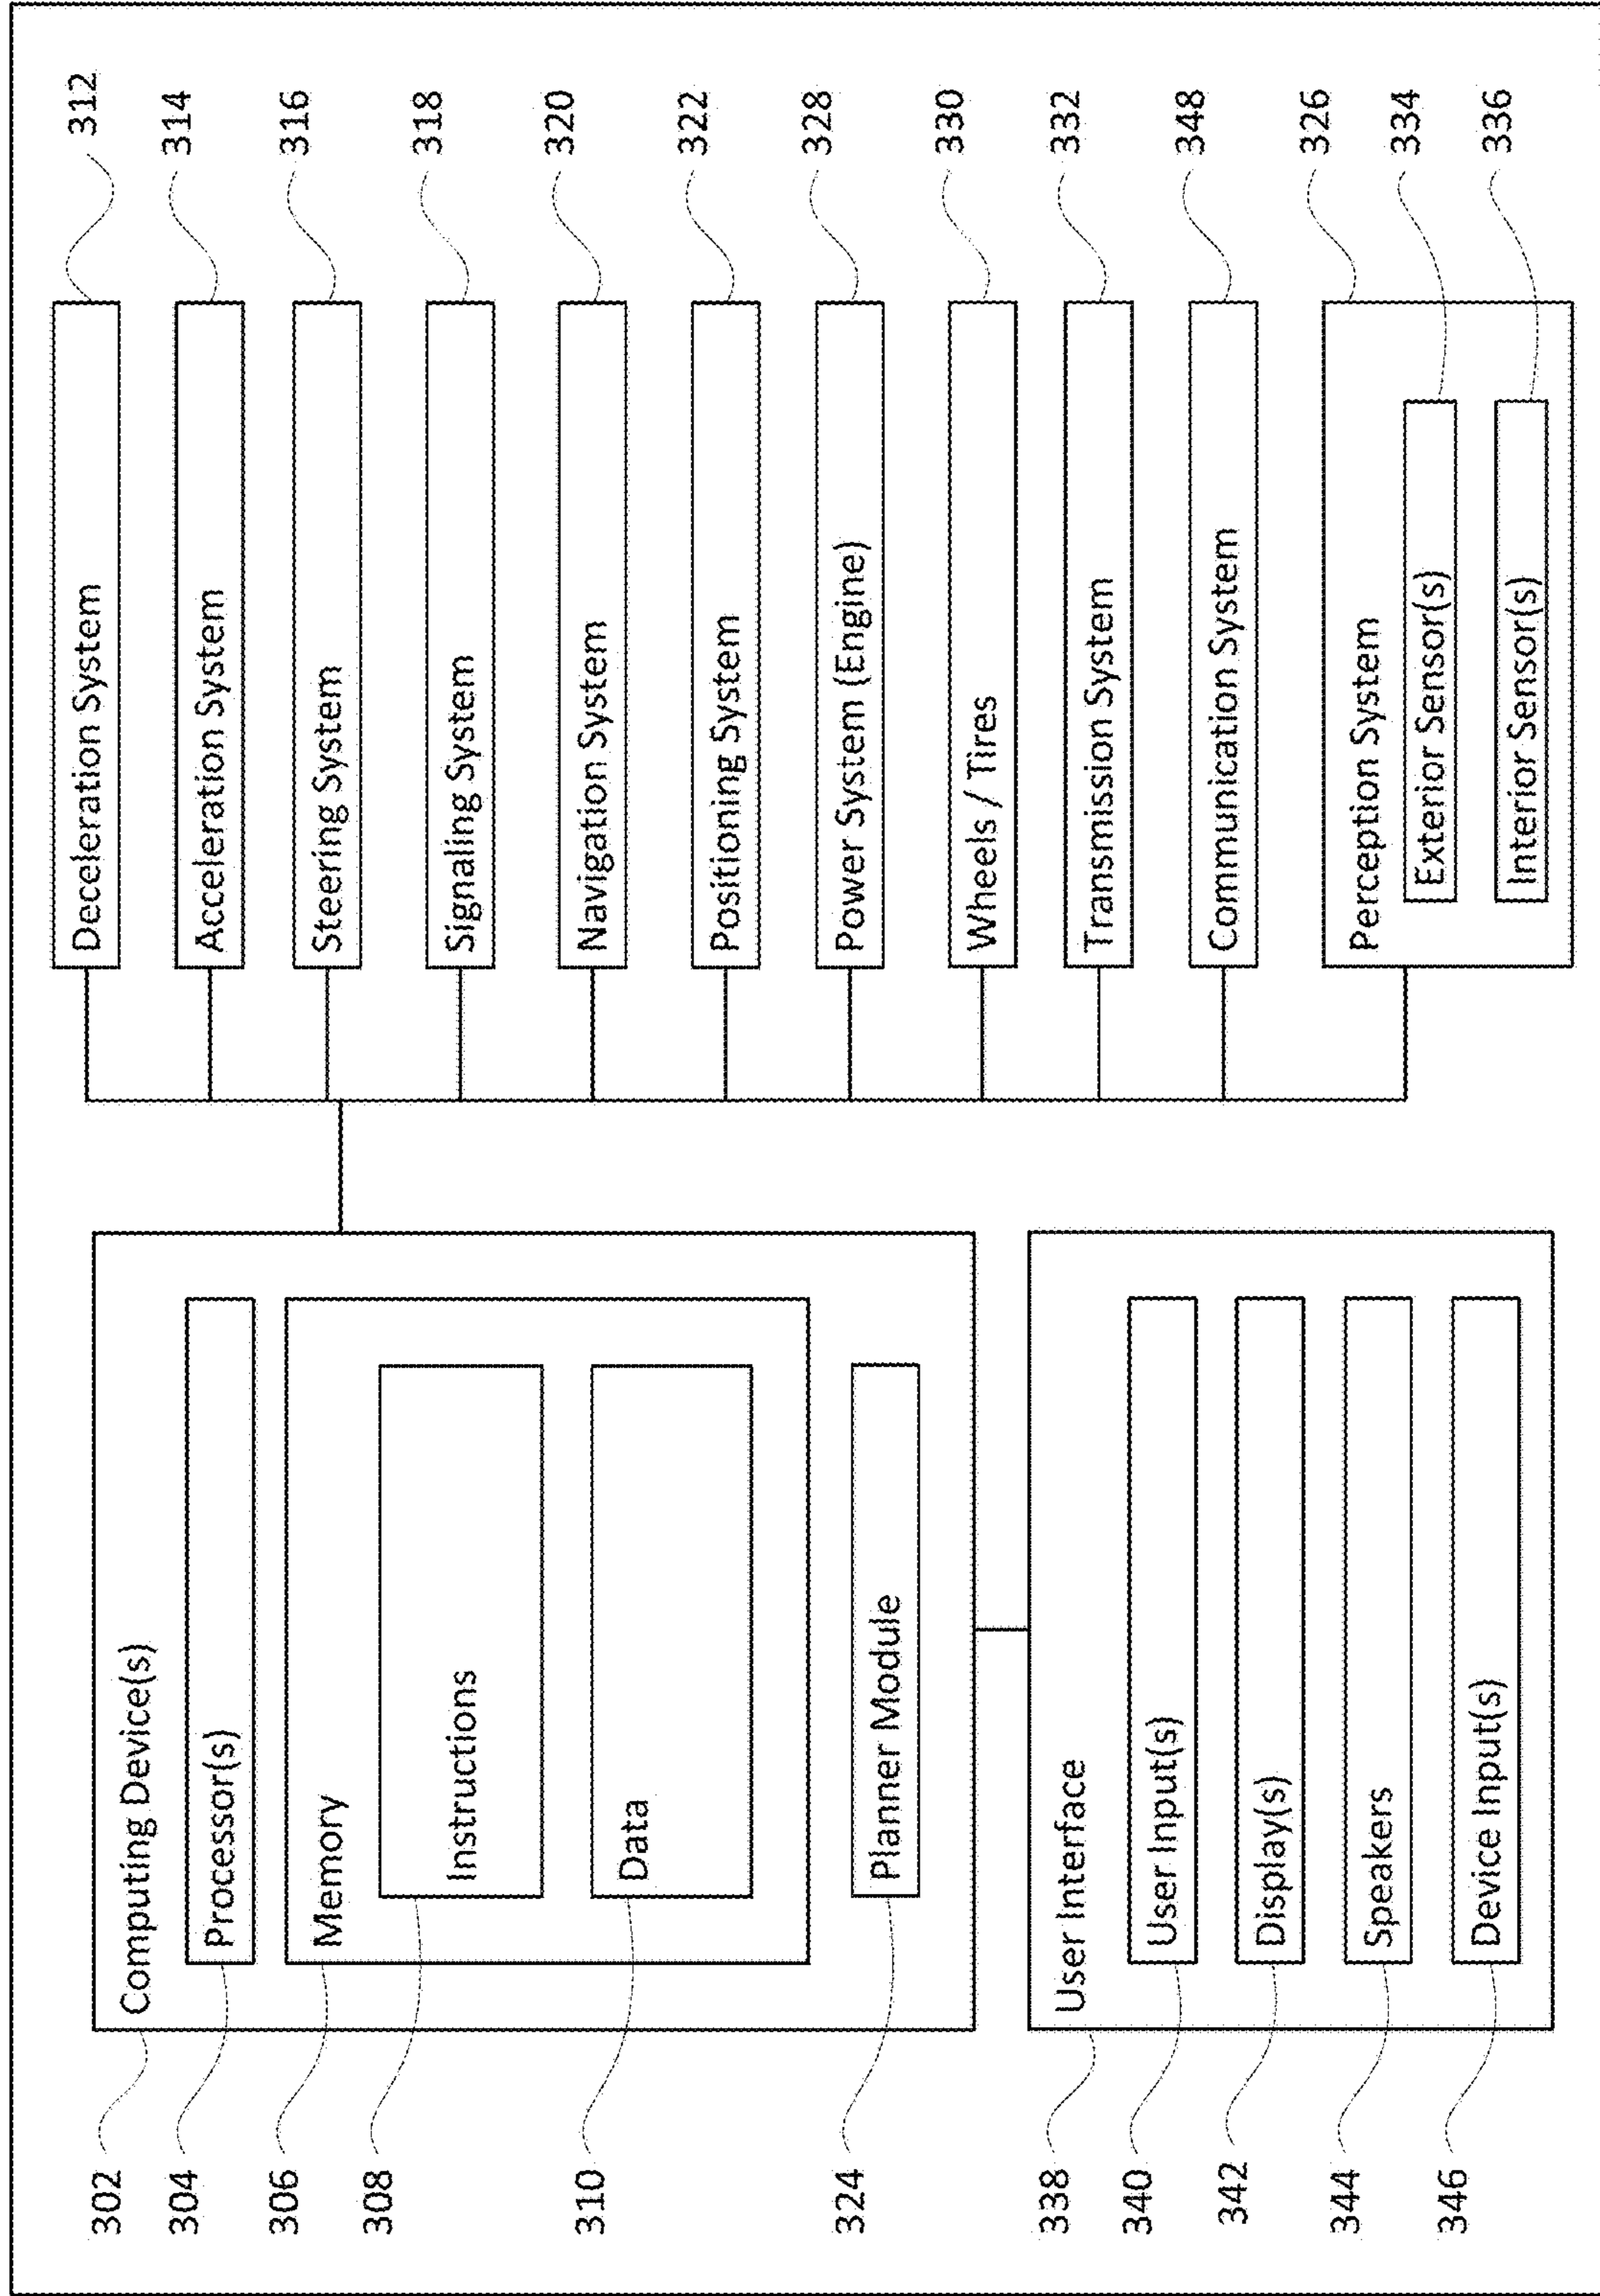 302 Computing Device(s)
304 Processor(s)
306 Memory
308 Instructions
310 Data
324 Planner Module
338 User Interface
340 User Input(s)
342 Display(s)
344 Speakers
346 Device Input(s)
Deceleration System 312
Acceleration System 314
Steering System 316
Signaling System 318
Navigation System 320
Positioning System 322
Power System (Engine) 328
Wheels / Tires 330
Transmission System 332
Communication System 348
Perception System 326
Exterior Sensor(s) 334
Interior Sensor(s) 336